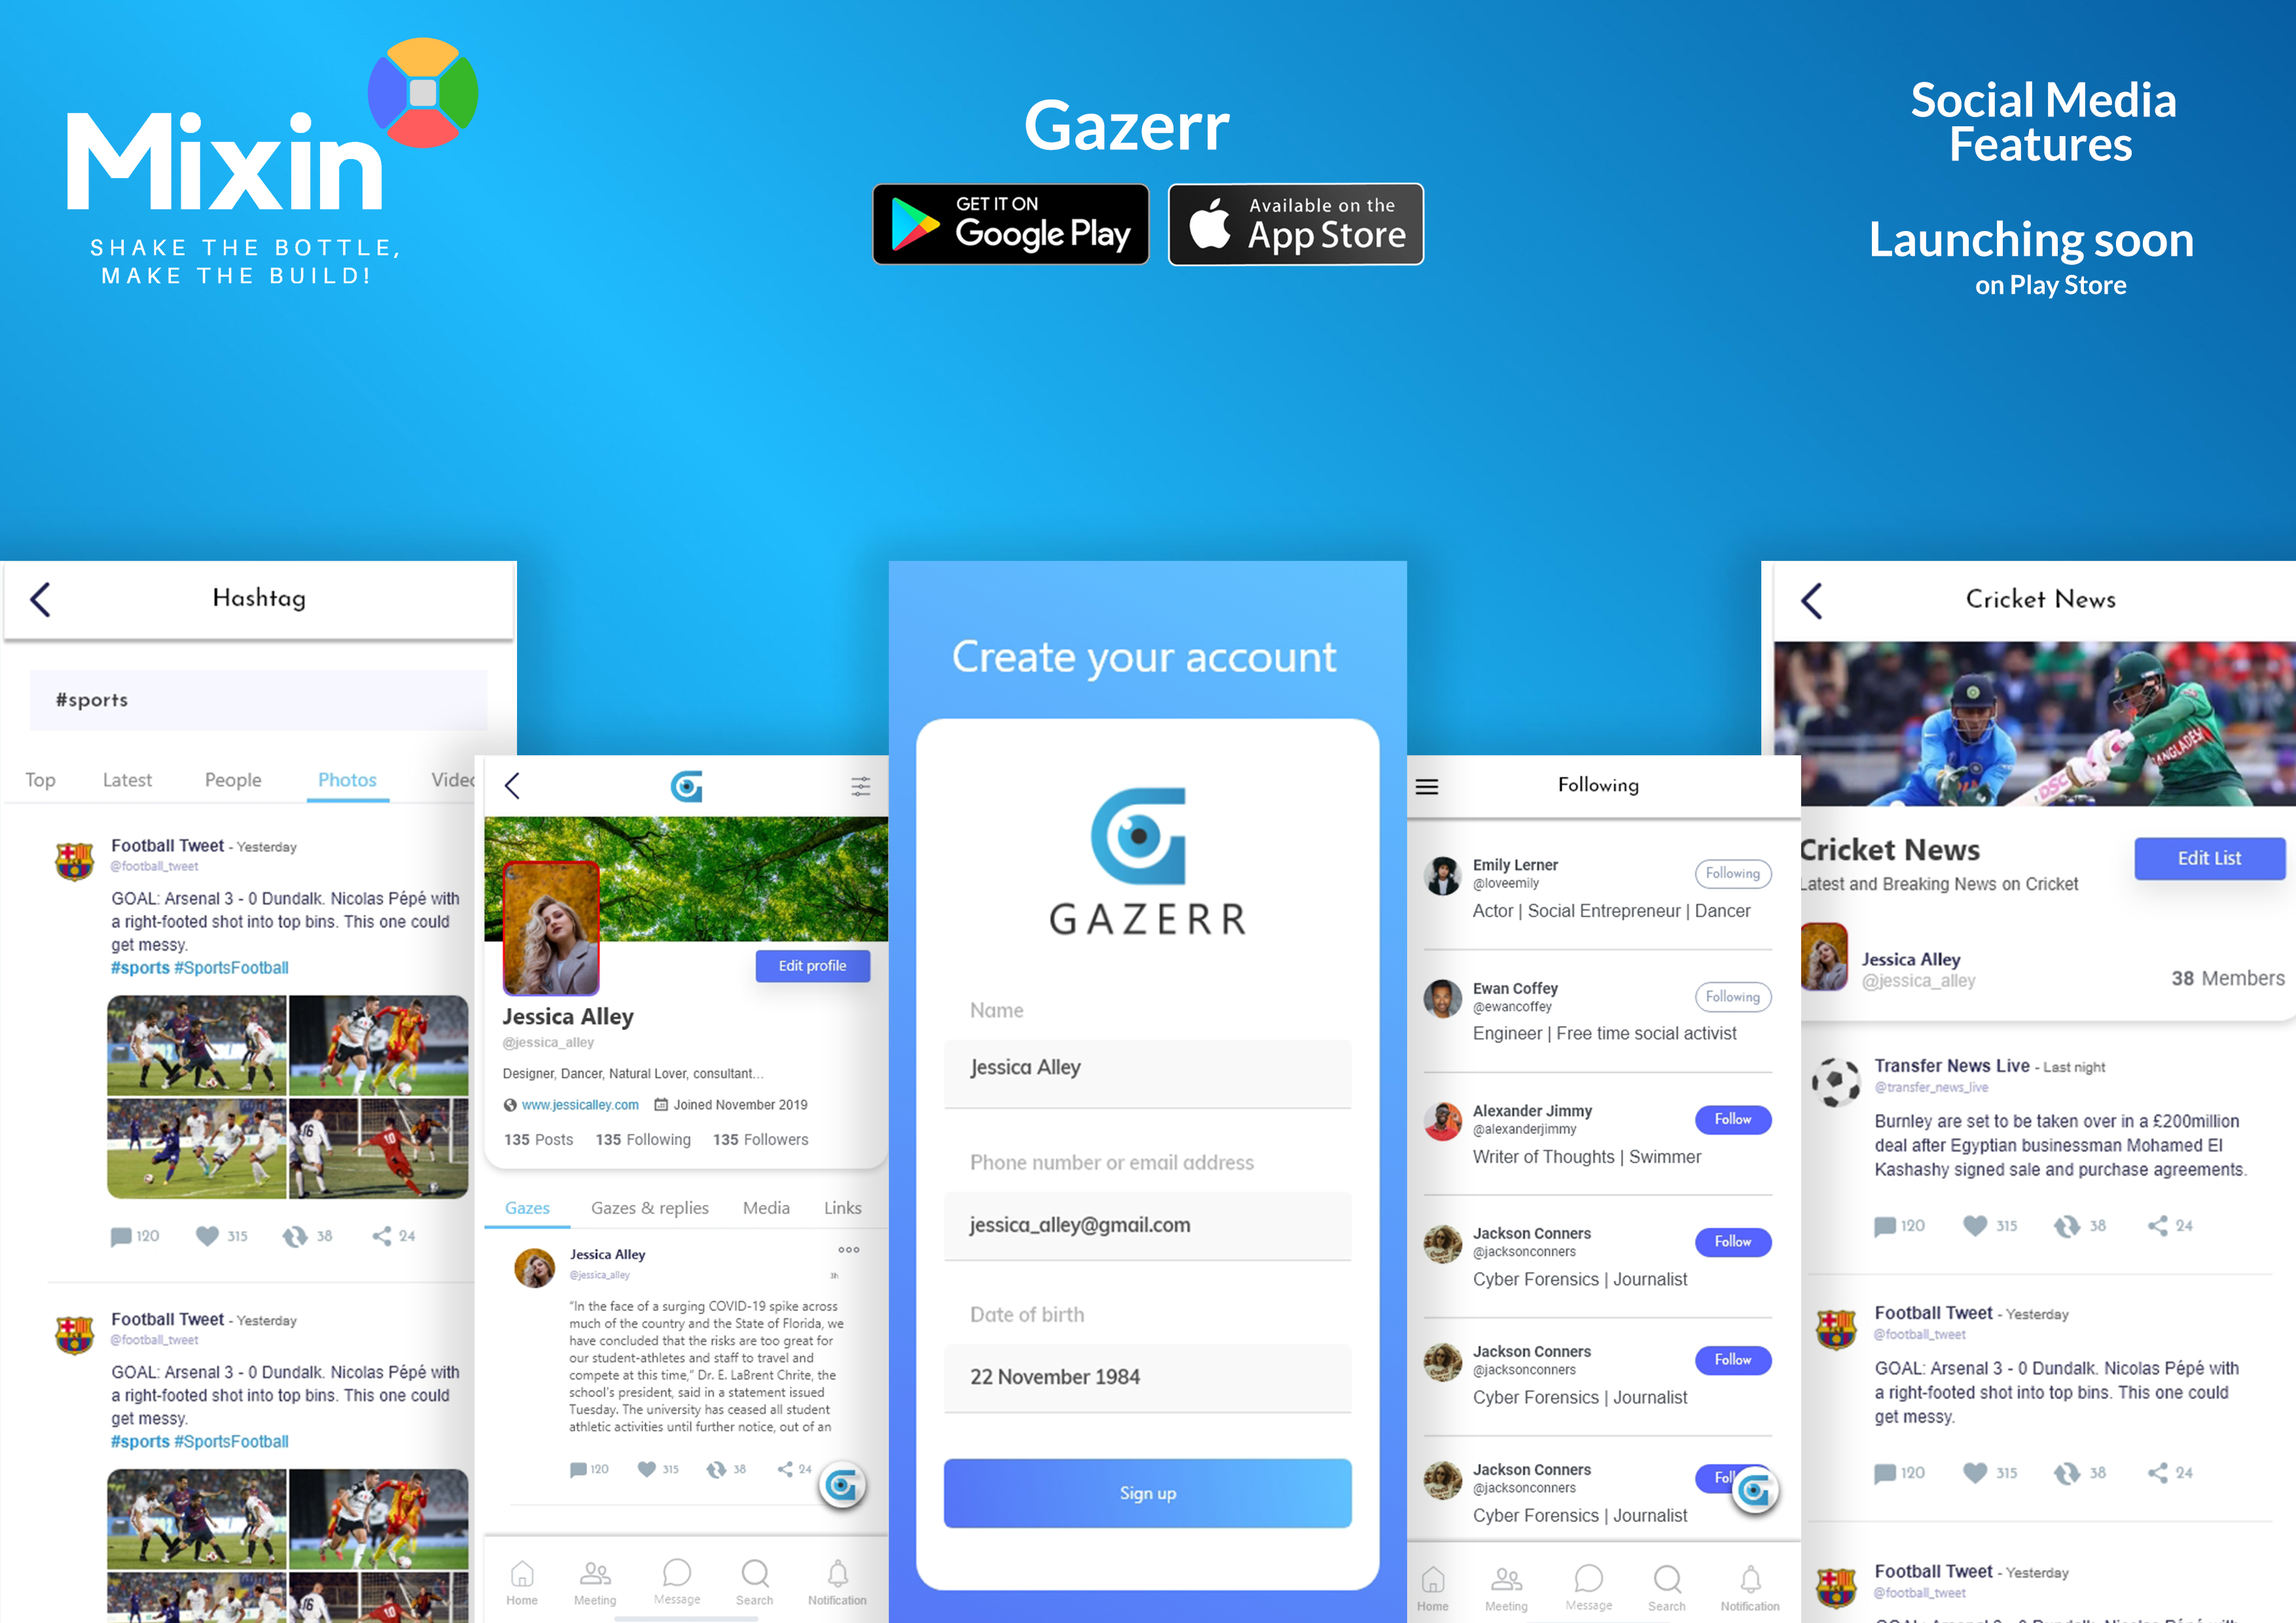 Mixin
SHAKE THE BOTTLE,
MAKE THE BUILD!
Gazerr
GET IT ON
Google Play
Available on the
App Store
Social Media
Features
Launching soon
on Play Store
Hashtag
#sports
Top Latest People Photos
Football Tweet - Yesterday
@football_tweet
GOAL: Arsenal 3 - 0 Dundalk. Nicolas Pépé with
a right-footed shot into top bins. This one could
get messy.
#sports #SportsFootball
16
10
120 315 38 24
Football Tweet - Yesterday
@football_tweet
GOAL: Arsenal 3 - 0 Dundalk. Nicolas Pépé with
a right-footed shot into top bins. This one could
get messy.
#sports #SportsFootball
16
10
Edit profile
Jessica Alley
@jessica_alley
Designer, Dancer, Natural Lover, consultant...
www.jessicalley.com Joined November 2019
135 Posts 135 Following 135 Followers
Gazes Gazes & replies Media Links
Jessica Alley
@jessica_alley
3h
"In the face of a surging COVID-19 spike across
much of the country and the State of Florida, we
have concluded that the risks are too great for
our student-athletes and staff to travel and
compete at this time," Dr. E. LaBrent Chrite, the
school's president, said in a statement issued
Tuesday. The university has ceased all student
athletic activities until further notice, out of an
120 315 38 24
Home Meeting Message Search Notification
Create your account
GAZERR
Name
Jessica Alley
Phone number or email address
jessica_alley@gmail.com
Date of birth
22 November 1984
Sign up
Following
Emily Lerner
@loveemily
Following
Actor | Social Entrepreneur | Dancer
Ewan Coffey
@ewancoffey
Following
Engineer | Free time social activist
Alexander Jimmy
@alexanderjimmy
Follow
Writer of Thoughts | Swimmer
Jackson Conners
@jacksonconners
Follow
Cyber Forensics | Journalist
Jackson Conners
@jacksonconners
Follow
Cyber Forensics | Journalist
Jackson Conners
@jacksonconners
Cyber Forensics | Journalist
Home Meeting Message Search Notification
Cricket News
BANGLADESH
DSC
Cricket News
Edit List
Latest and Breaking News on Cricket
Jessica Alley
@jessica_alley
38 Members
Transfer News Live - Last night
@transfer_news_live
Burnley are set to be taken over in a £200million
deal after Egyptian businessman Mohamed El
Kashashy signed sale and purchase agreements.
120 315 38 24
Football Tweet - Yesterday
@football_tweet
GOAL: Arsenal 3 - 0 Dundalk. Nicolas Pépé with
a right-footed shot into top bins. This one could
get messy.
120 315 38 24
Football Tweet - Yesterday
@football_tweet